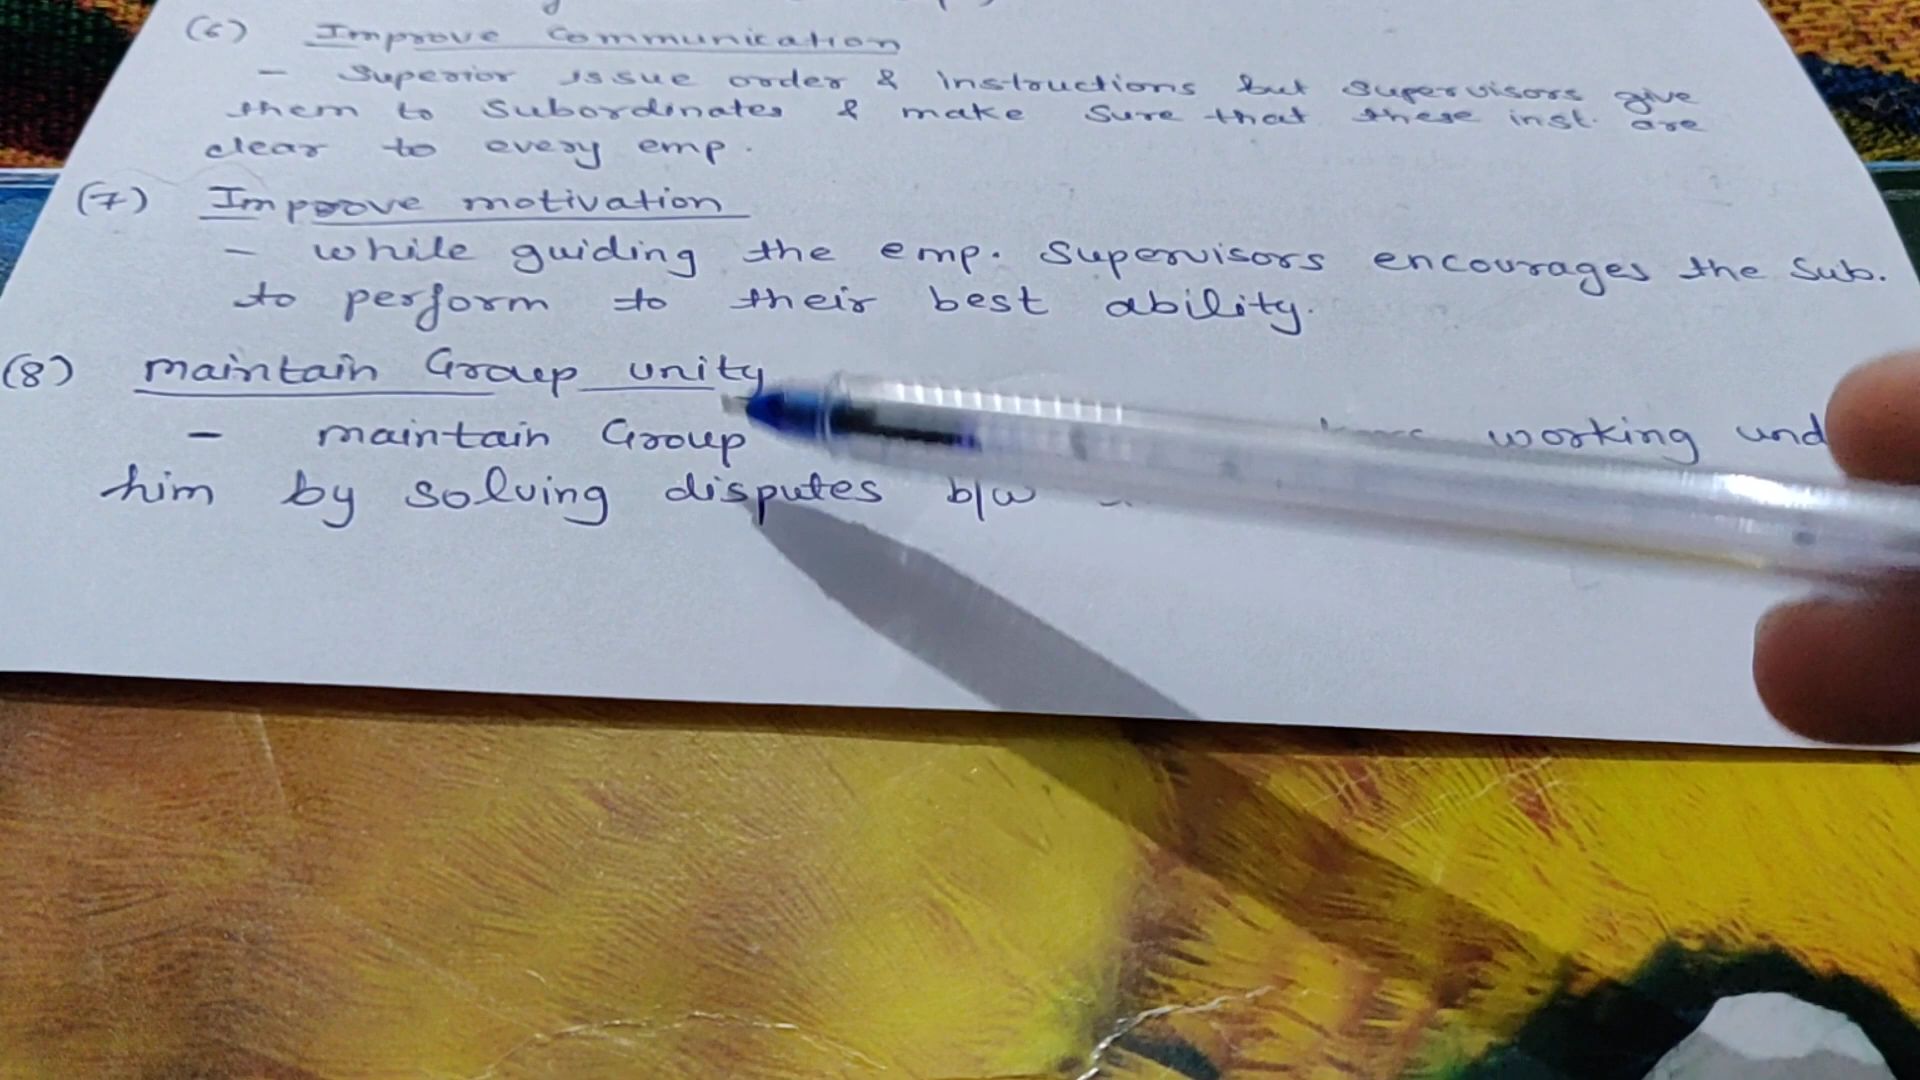 (6) Improve Communication
- Superior issue order & instructions but supervisors give
them to Subordinates & make Sure that these inst. are
clear to every emp.
(7) Improve motivation
- while guiding the emp. Supervisors encourages the Sub.
to perform to their best ability.
(8) maintain Group unity
- maintain Group working und
him by solving disputes b/w